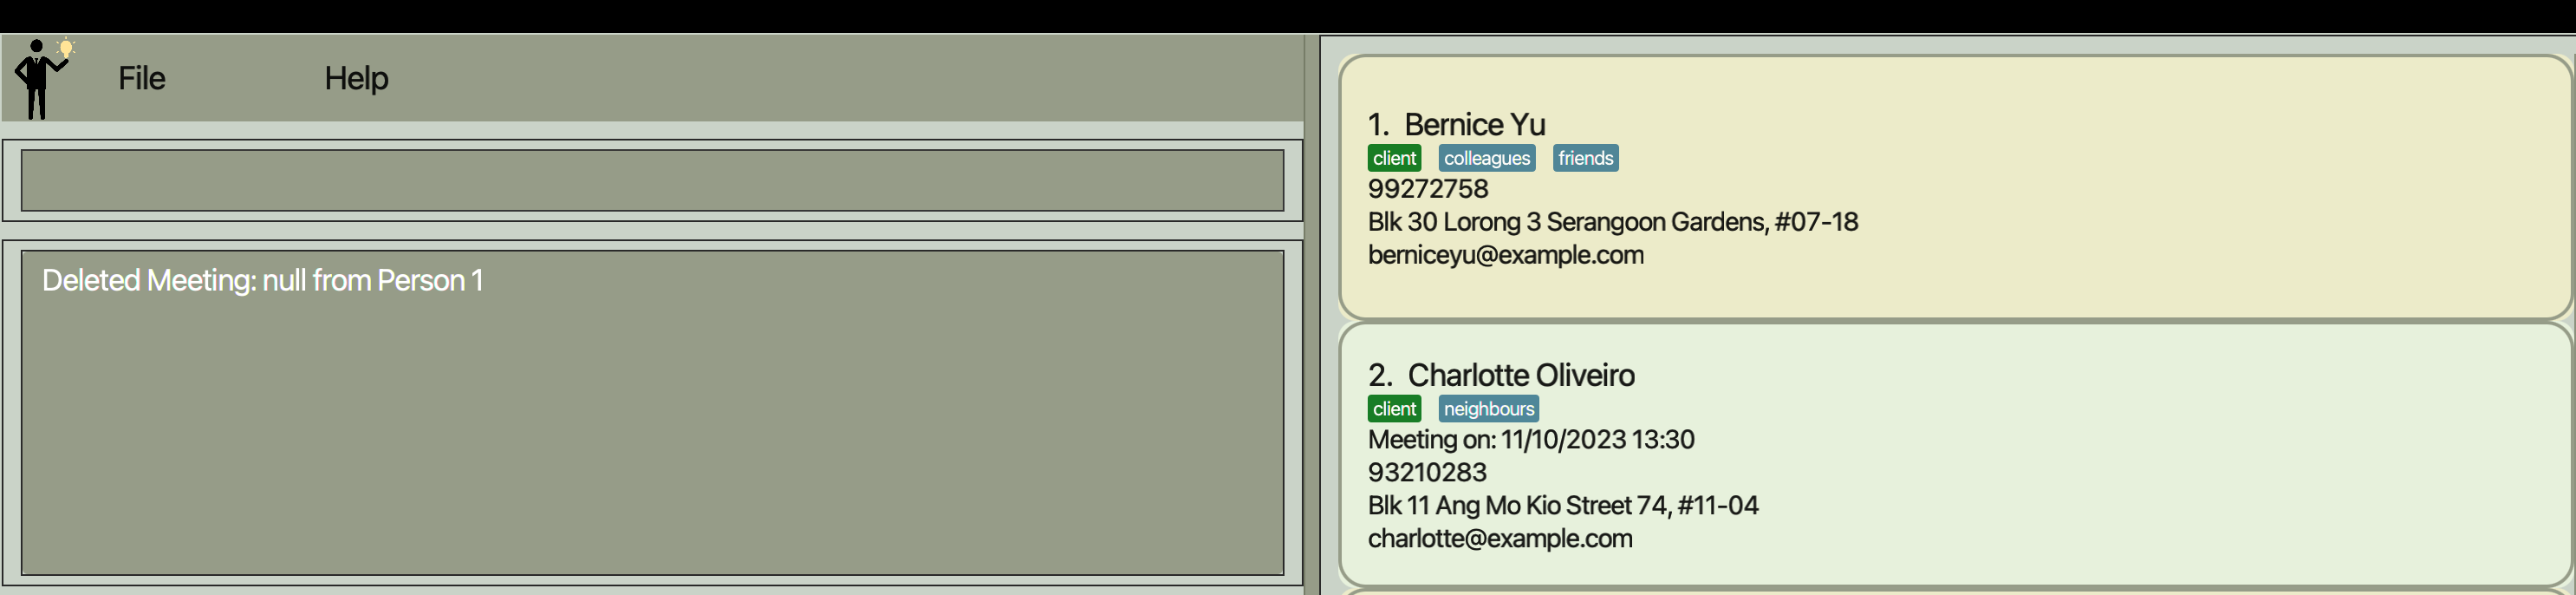 File Help
Deleted Meeting: null from Person 1
1. Bernice Yu
client colleagues friends
99272758
Blk 30 Lorong 3 Serangoon Gardens, #07-18
berniceyu@example.com
2. Charlotte Oliveiro
client neighbours
Meeting on: 11/10/2023 13:30
93210283
Blk 11 Ang Mo Kio Street 74, #11-04
charlotte@example.com